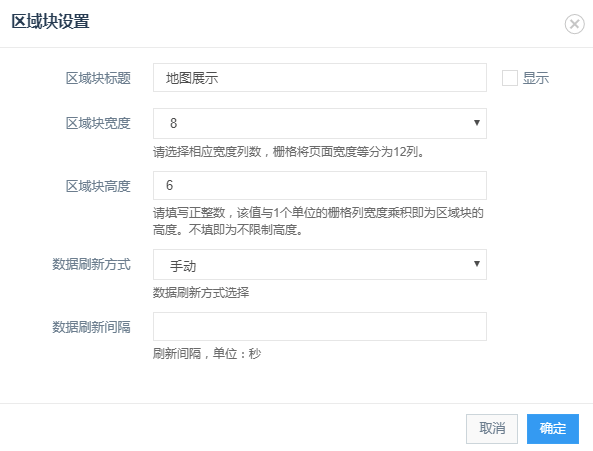 区域块设置
区域块标题 地图展示 显示
区域块宽度 8
请选择相应宽度列数，栅格将页面宽度等分为12列。
区域块高度 6
请填写正整数，该值与1个单位的栅格列宽度乘积即为区域块的
高度。不填即为不限制高度。
数据刷新方式 手动
数据刷新方式选择
数据刷新间隔
刷新间隔，单位：秒
取消 确定